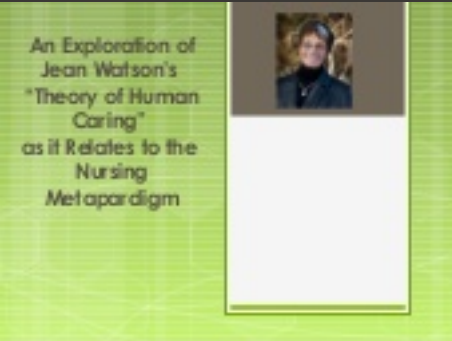 An Exploration of
Jean Watson's
"Theory of Human
Caring"
as it Relates to the
Nursing
Metapardigm